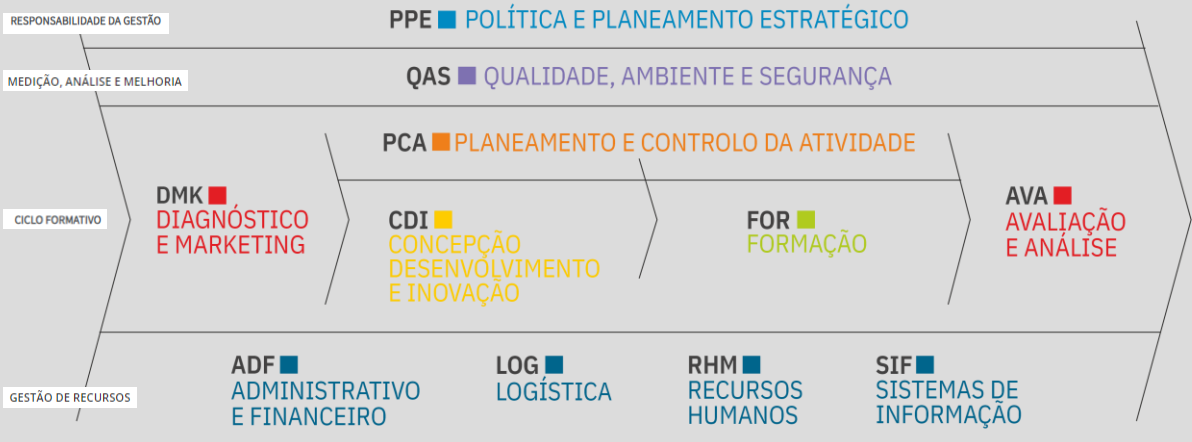 RESPONSABILIDADE DA GESTÃO
PPE POLÍTICA E PLANEAMENTO ESTRATÉGICO
MEDIÇÃO, ANÁLISE E MELHORIA
QAS QUALIDADE, AMBIENTE E SEGURANÇA
PCA PLANEAMENTO E CONTROLO DA ATIVIDADE
CICLO FORMATIVO
DMK
DIAGNÓSTICO
E MARKETING
CDI
CONCEPÇÃO
DESENVOLVIMENTO
E INOVAÇÃO
FOR
FORMAÇÃO
AVA
AVALIAÇÃO
E ANÁLISE
GESTÃO DE RECURSOS
ADF
ADMINISTRATIVO
E FINANCEIRO
LOG
LOGÍSTICA
RHM
RECURSOS
HUMANOS
SIF
SISTEMAS DE
INFORMAÇÃO